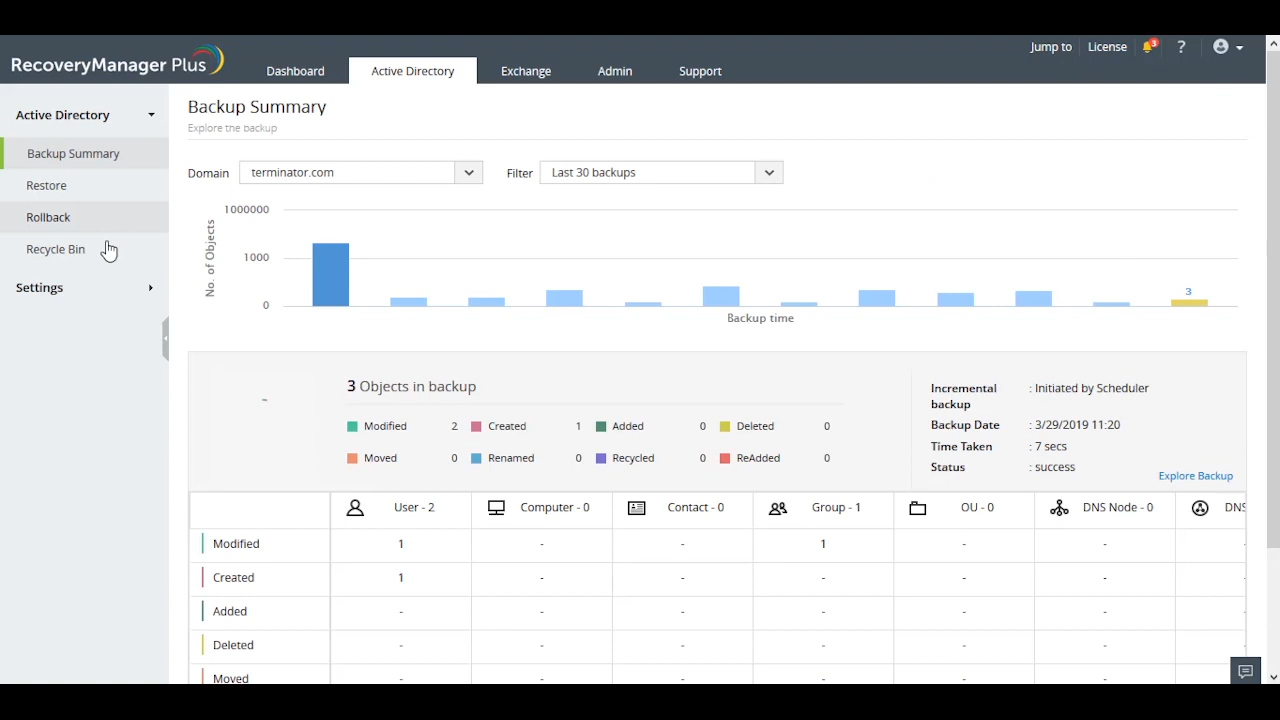 RecoveryManager Plus
Jump to License 3 ?
Dashboard Active Directory Exchange Admin Support
Active Directory
Backup Summary
Restore
Rollback
Recycle Bin
Settings
Backup Summary
Explore the backup
Domain terminator.com Filter Last 30 backups
No. of Objects
1000000
1000
0
3
Backup time
-
3 Objects in backup
Modified 2 Created 1 Added 0 Deleted 0
Moved 0 Renamed 0 Recycled 0 ReAdded 0
Incremental backup : Initiated by Scheduler
Backup Date : 3/29/2019 11:20
Time Taken : 7 secs
Status : success
Explore Backup
User - 2 Computer - 0 Contact - 0 Group - 1 OU - 0 DNS Node - 0 DNS
Modified 1 - - 1 - - -
Created 1 - - - - - -
Added - - - - - - -
Deleted - - - - - - -
Moved - - - - - - -